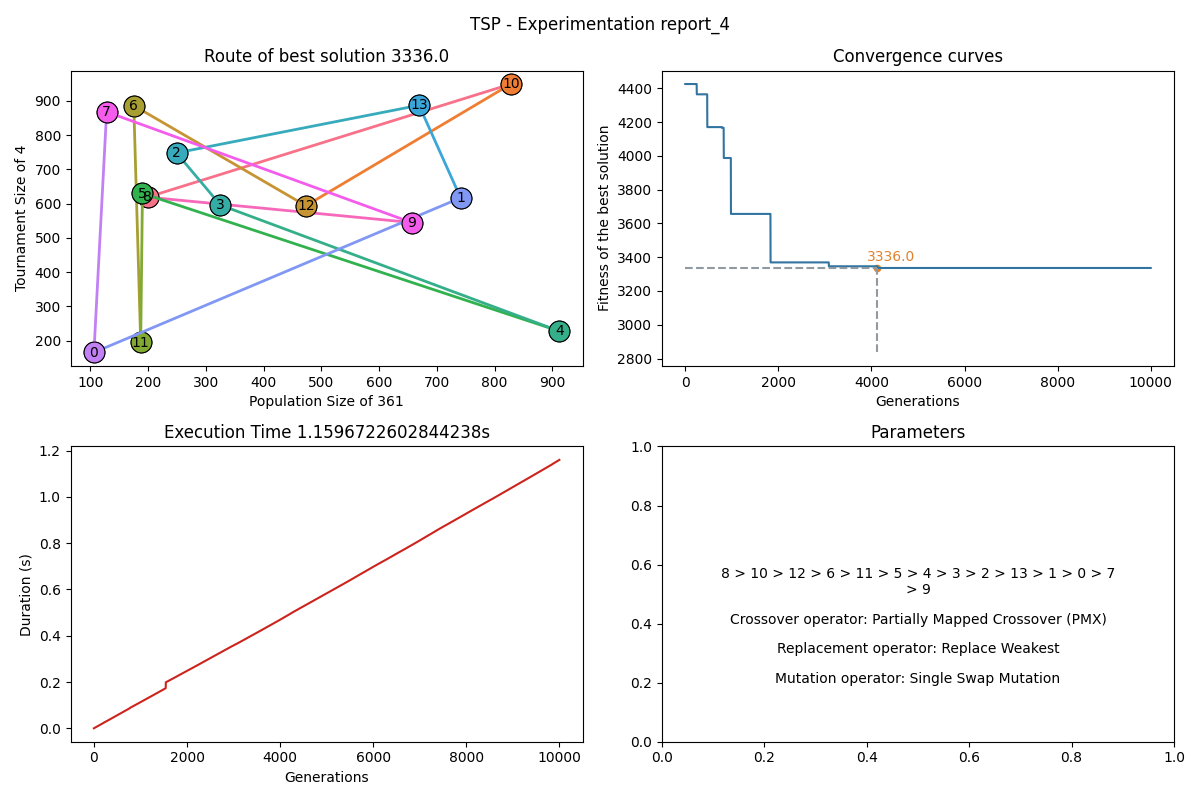 TSP - Experimentation report_4
Route of best solution 3336.0
Tournament Size of 4
900
800
700
600
500
400
300
200
7
6
10
13
2
5
8
3
12
1
9
4
11
0
100 200 300 400 500 600 700 800 900
Population Size of 361
Convergence curves
Fitness of the best solution
4400
4200
4000
3800
3600
3400
3200
3000
2800
3336.0
0 2000 4000 6000 8000 10000
Generations
Execution Time 1.1596722602844238s
Duration (s)
1.2
1.0
0.8
0.6
0.4
0.2
0.0
0 2000 4000 6000 8000 10000
Generations
Parameters
1.0
0.8
0.6
0.4
0.2
0.0
8 > 10 > 12 > 6 > 11 > 5 > 4 > 3 > 2 > 13 > 1 > 0 > 7
> 9
Crossover operator: Partially Mapped Crossover (PMX)
Replacement operator: Replace Weakest
Mutation operator: Single Swap Mutation
0.0 0.2 0.4 0.6 0.8 1.0